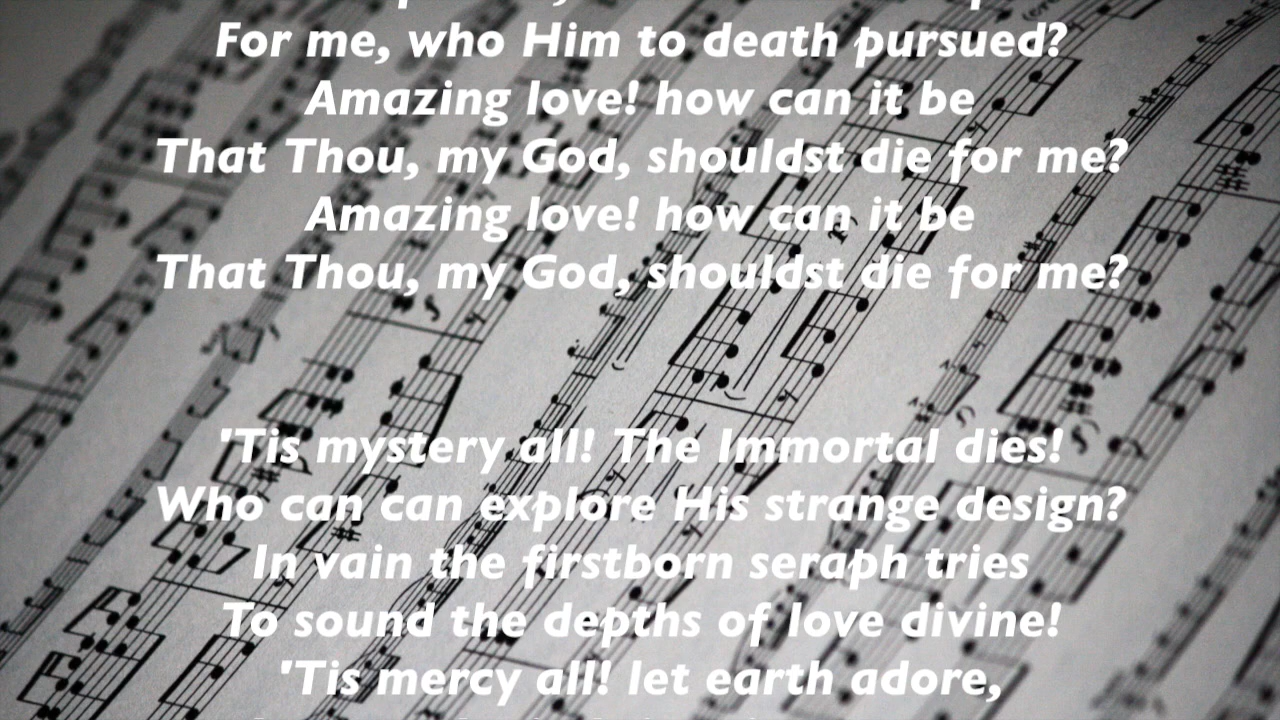 For me, who Him to death pursued?
Amazing love! how can it be
That Thou, my God, shouldst die for me?
Amazing love! how can it be
That Thou, my God, shouldst die for me?
'Tis mystery all! The Immortal dies!
Who can can explore His strange design?
In vain the firstborn seraph tries
To sound the depths of love divine!
'Tis mercy all! let earth adore,